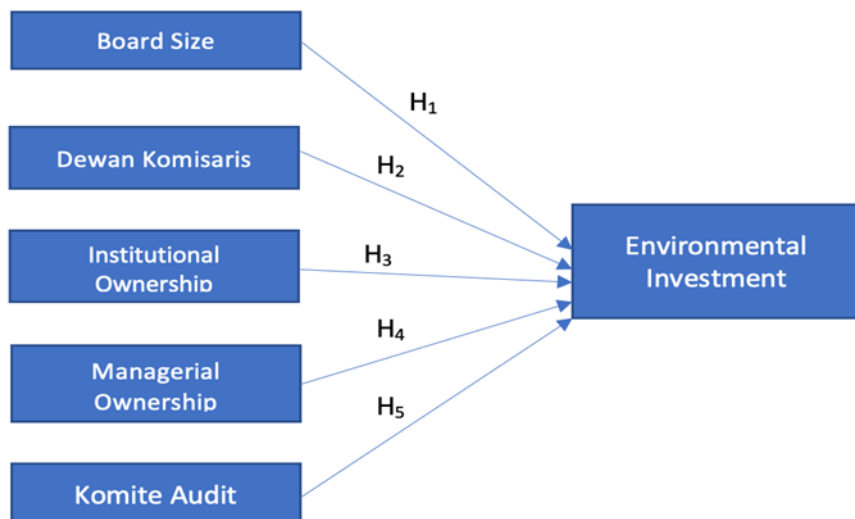 Board Size
H₁
Dewan Komisaris
H₂
Institutional
Ownership
H₃
Environmental
Investment
Managerial
Ownership
H₄
H₅
Komite Audit